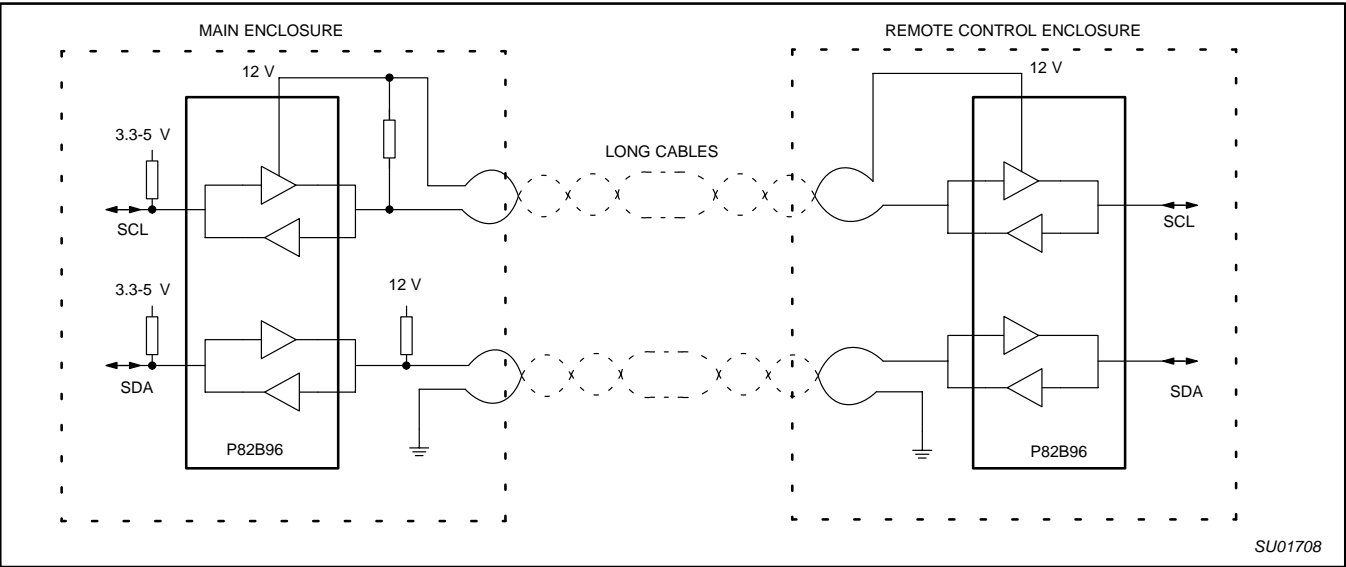 MAIN ENCLOSURE
REMOTE CONTROL ENCLOSURE
12 V
12 V
3.3-5 V
LONG CABLES
SCL
SCL
3.3-5 V
12 V
SDA
SDA
P82B96
P82B96
SU01708